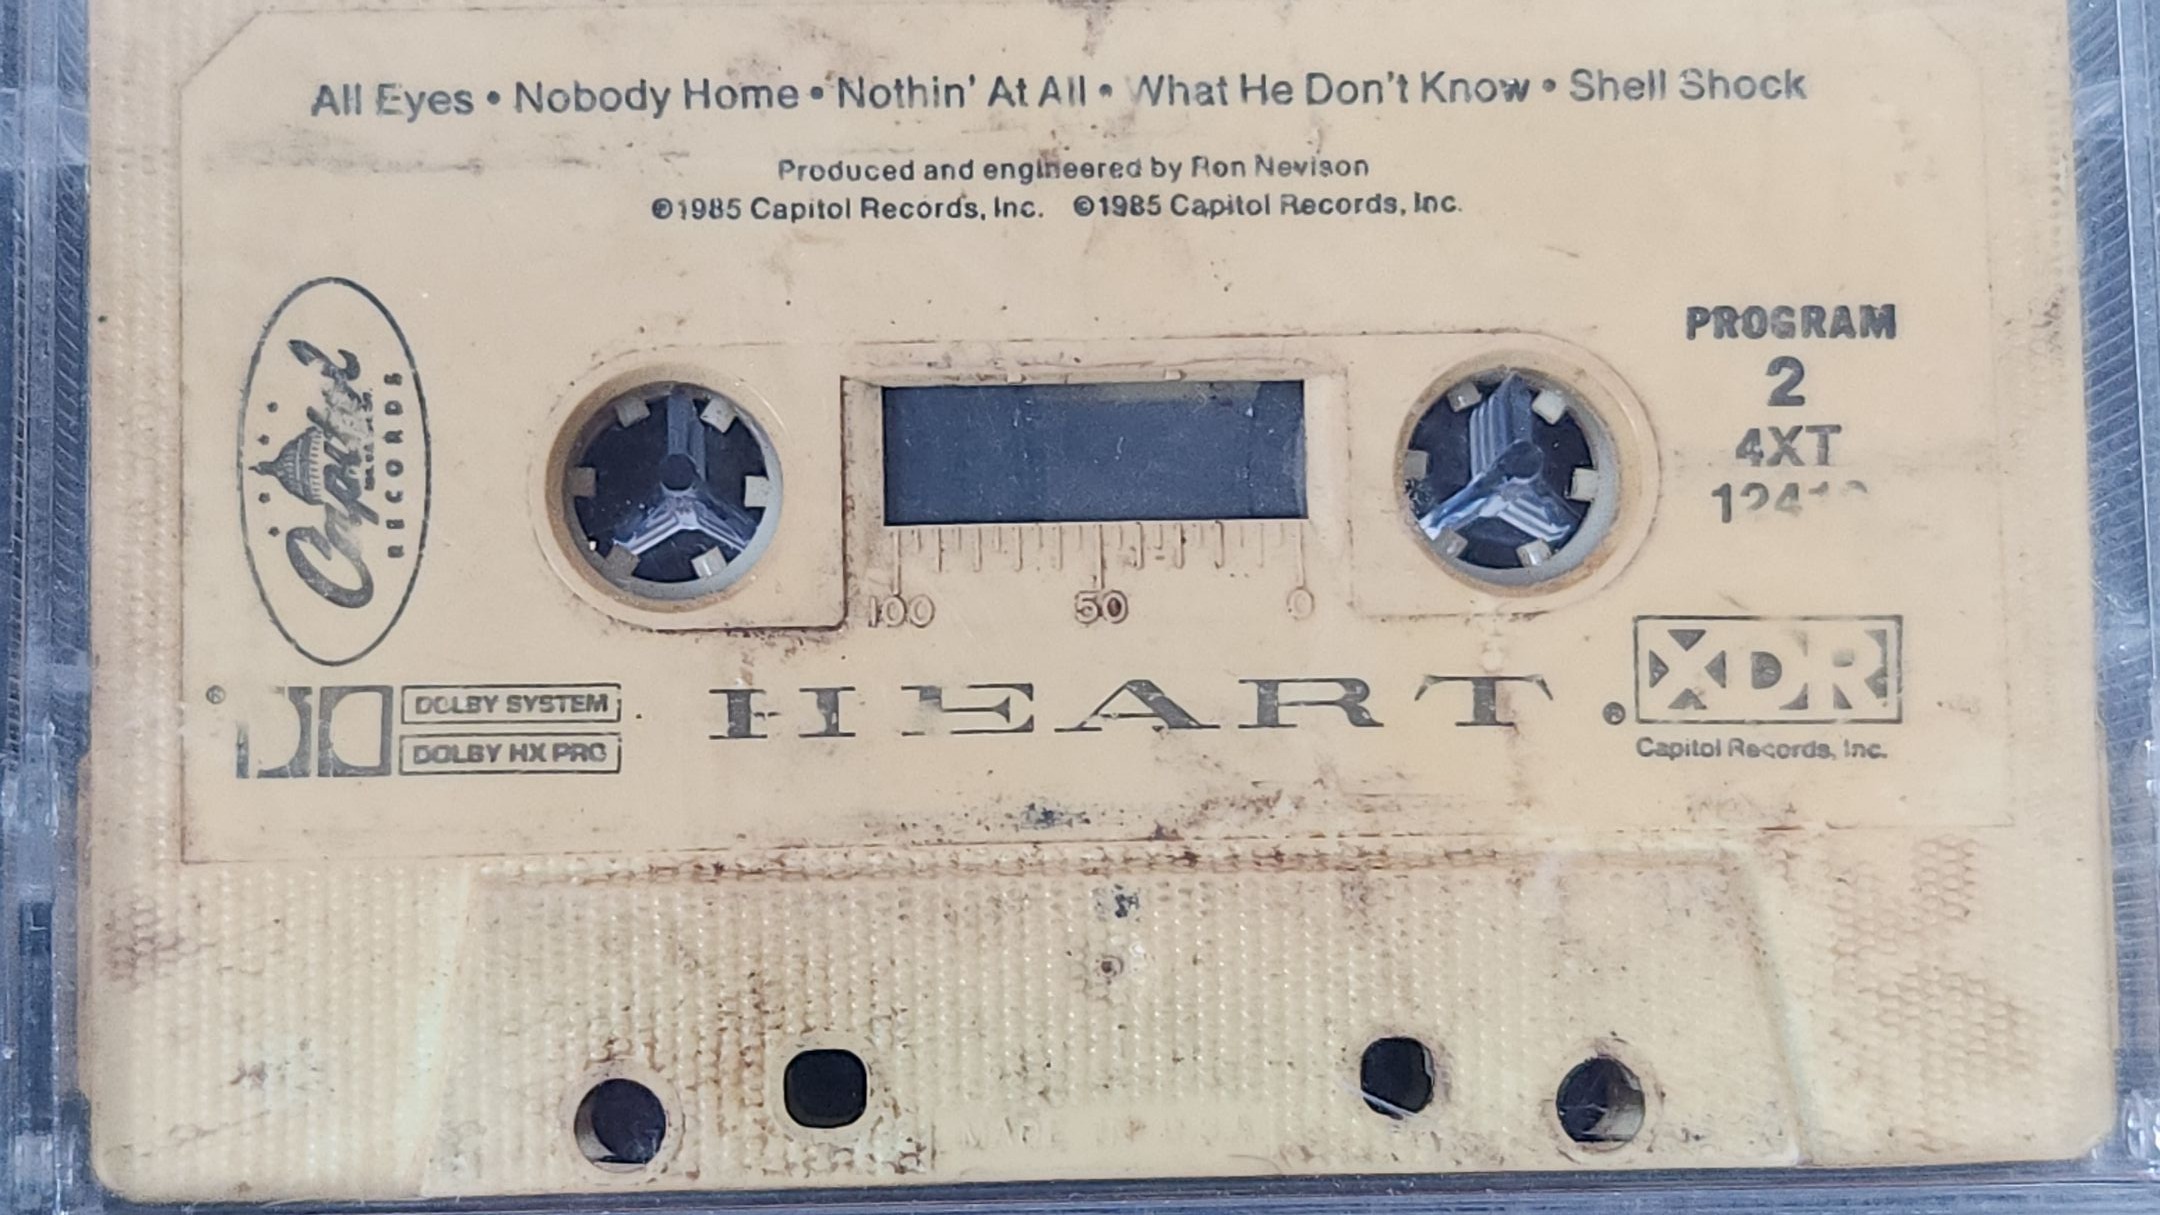 All Eyes • Nobody Home • Nothin' At All • What He Don't Know • Shell Shock
Produced and engineered by Ron Nevison
℗1985 Capitol Records, Inc. ©1985 Capitol Records, Inc.
Capitol
RECORDS
PROGRAM
2
4XT
100 50 0
® DOLBY SYSTEM
DOLBY HX PRO
HEART
® XDR
Capitol Records, Inc.